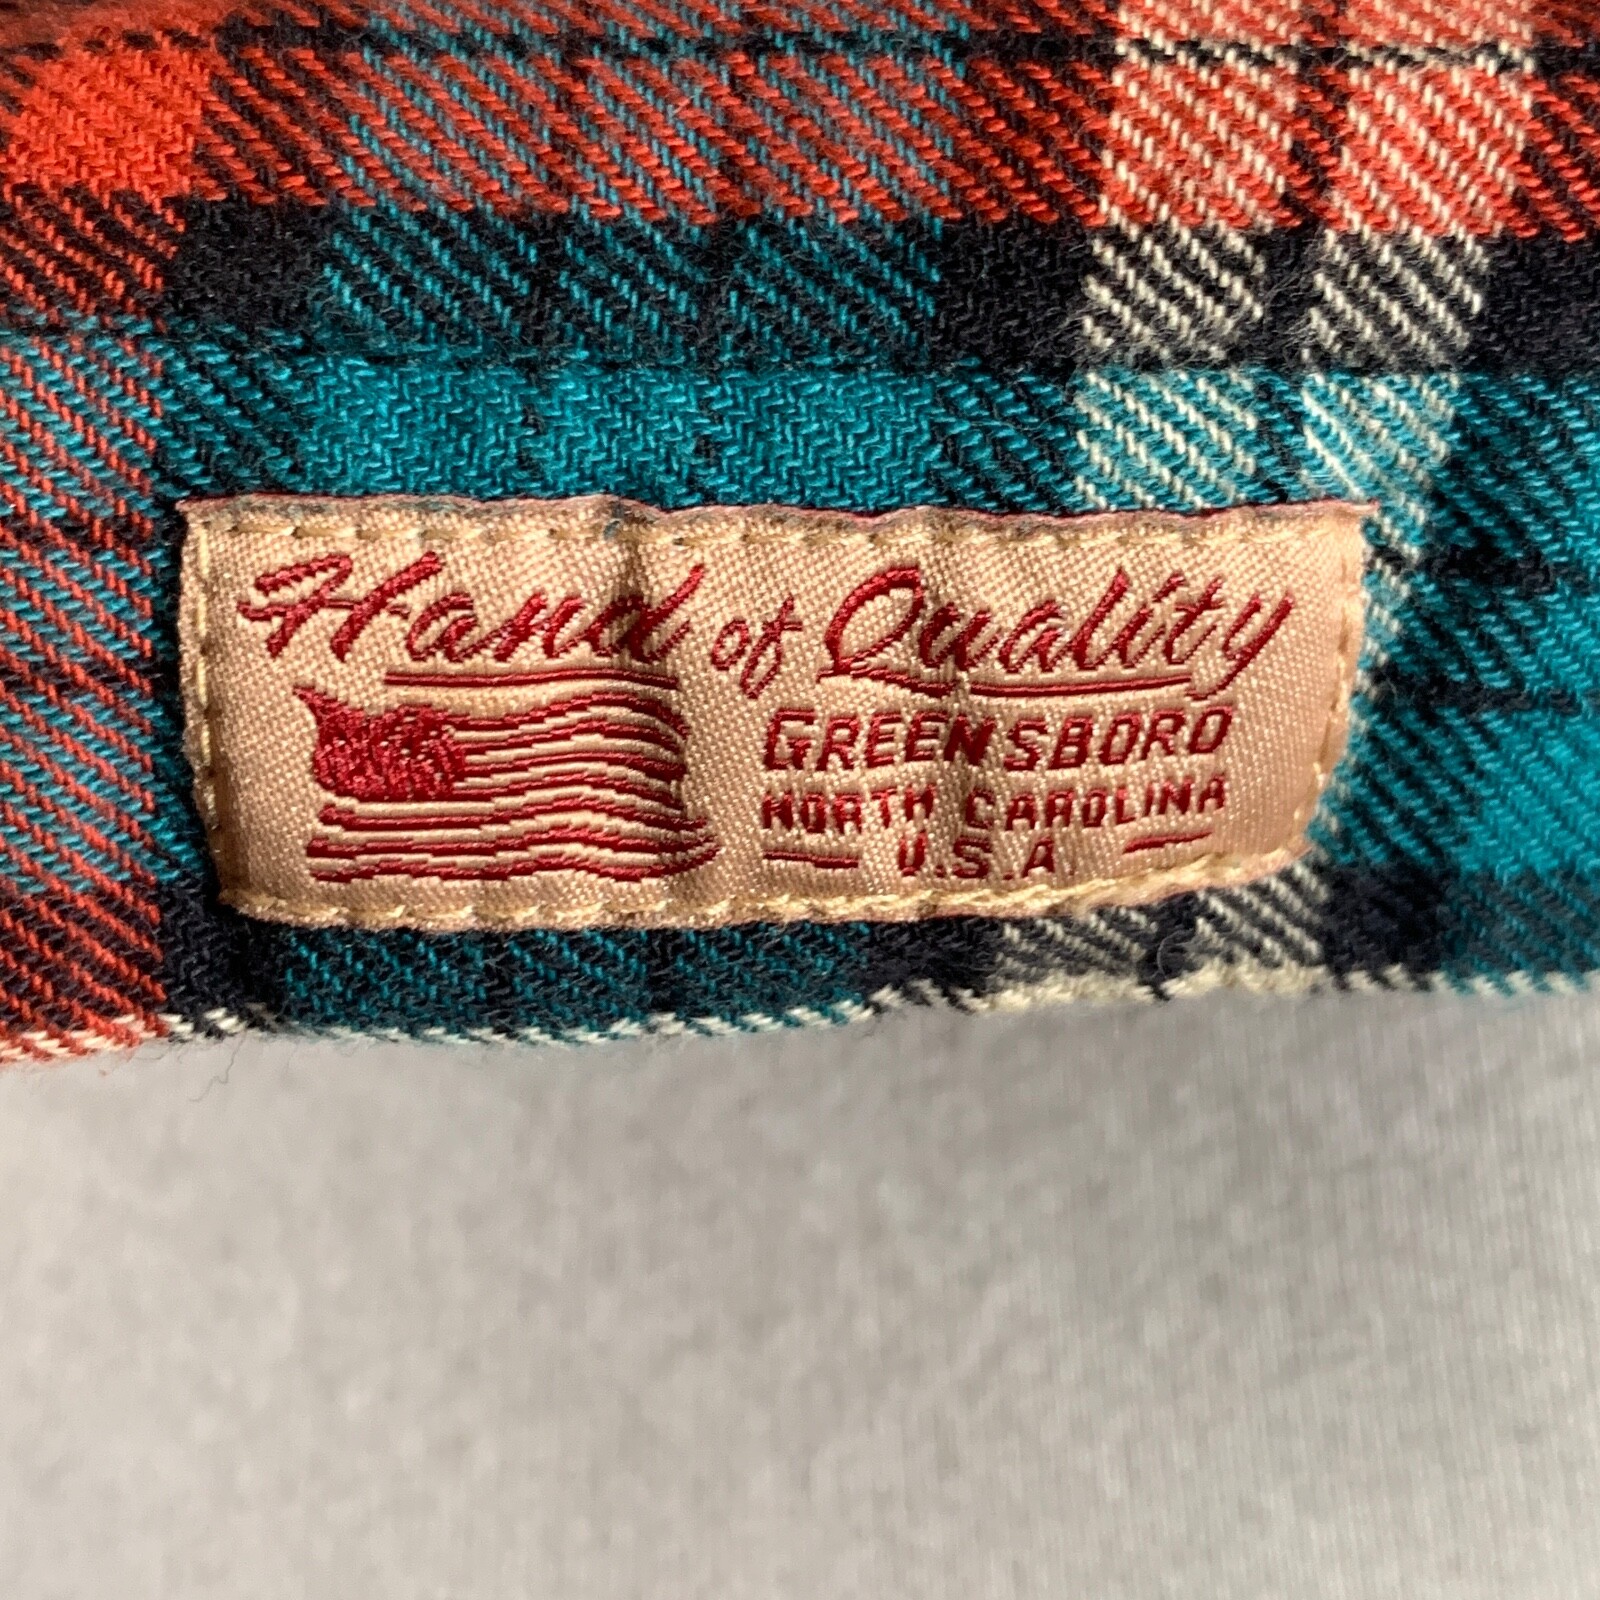 Hand of Quality
GREENSBORO
NORTH CAROLINA
U.S.A